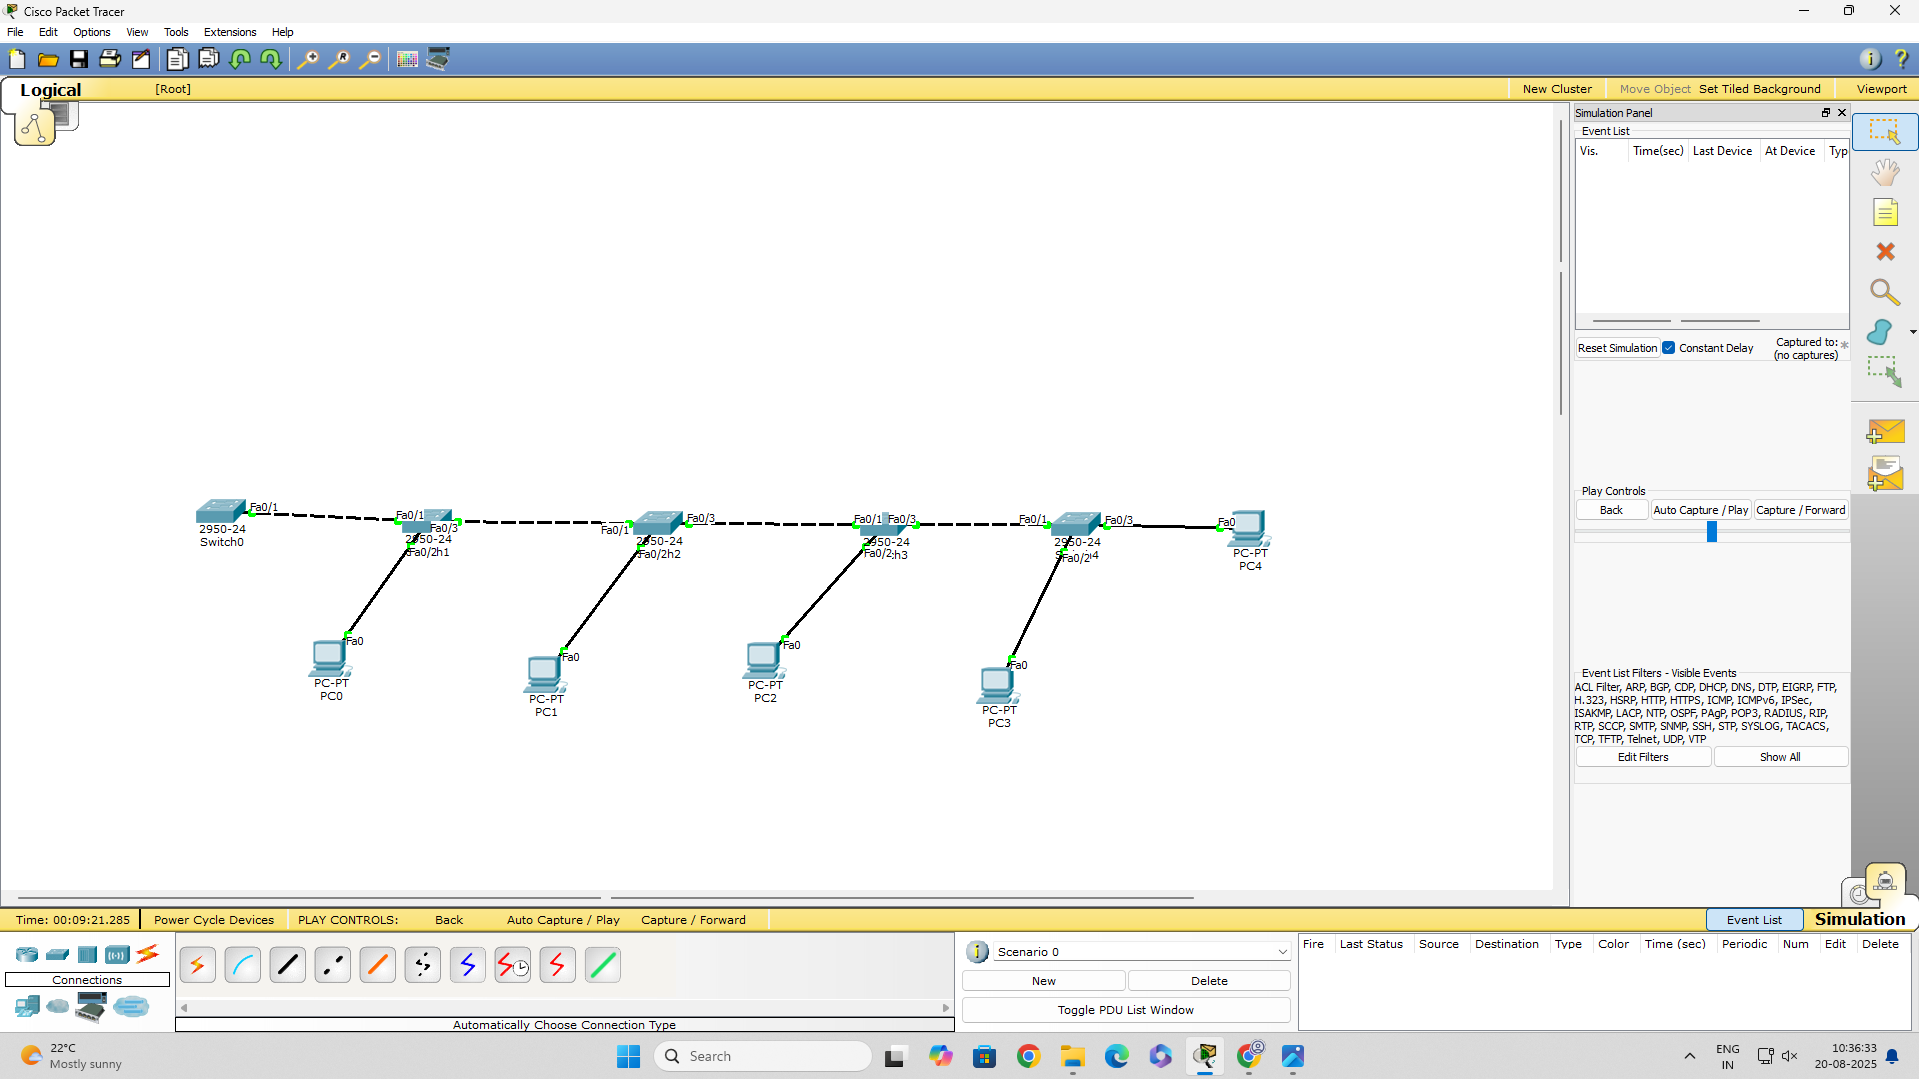 Cisco Packet Tracer
File Edit Options View Tools Extensions Help
Logical [Root] New Cluster Move Object Set Tiled Background Viewport
Simulation Panel
Event List
Vis. Time(sec) Last Device At Device Typ
Reset Simulation Constant Delay Captured to: *
(no captures)
Play Controls
Back Auto Capture / Play Capture / Forward
Event List Filters - Visible Events
ACL Filter, ARP, BGP, CDP, DHCP, DNS, DTP, EIGRP, FTP,
H.323, HSRP, HTTP, HTTPS, ICMP, ICMPv6, IPSec,
ISAKMP, LACP, NTP, OSPF, PAgP, POP3, RADIUS, RIP,
RTP, SCCP, SMTP, SNMP, SSH, STP, SYSLOG, TACACS,
TCP, TFTP, Telnet, UDP, VTP
Edit Filters Show All
Fa0/1
2950-24
Switch0
Fa0/1
Fa0/3
2950-24
Fa0/2h1
Fa0/1
Fa0/3
2950-24
Fa0/2h2
Fa0/1 Fa0/3
2950-24
Fa0/2 h3
Fa0/1 Fa0/3
2950-24
Fa0/2
Fa0
PC-PT
PC4
Fa0
PC-PT
PC0
Fa0
PC-PT
PC1
Fa0
PC-PT
PC2
Fa0
PC-PT
PC3
Time: 00:09:21.285 Power Cycle Devices PLAY CONTROLS: Back Auto Capture / Play Capture / Forward Event List Simulation
Connections
Automatically Choose Connection Type
Scenario 0
New Delete
Toggle PDU List Window
Fire Last Status Source Destination Type Color Time (sec) Periodic Num Edit Delete
22°C
Mostly sunny
Search
ENG
IN
10:36:33
20-08-2025